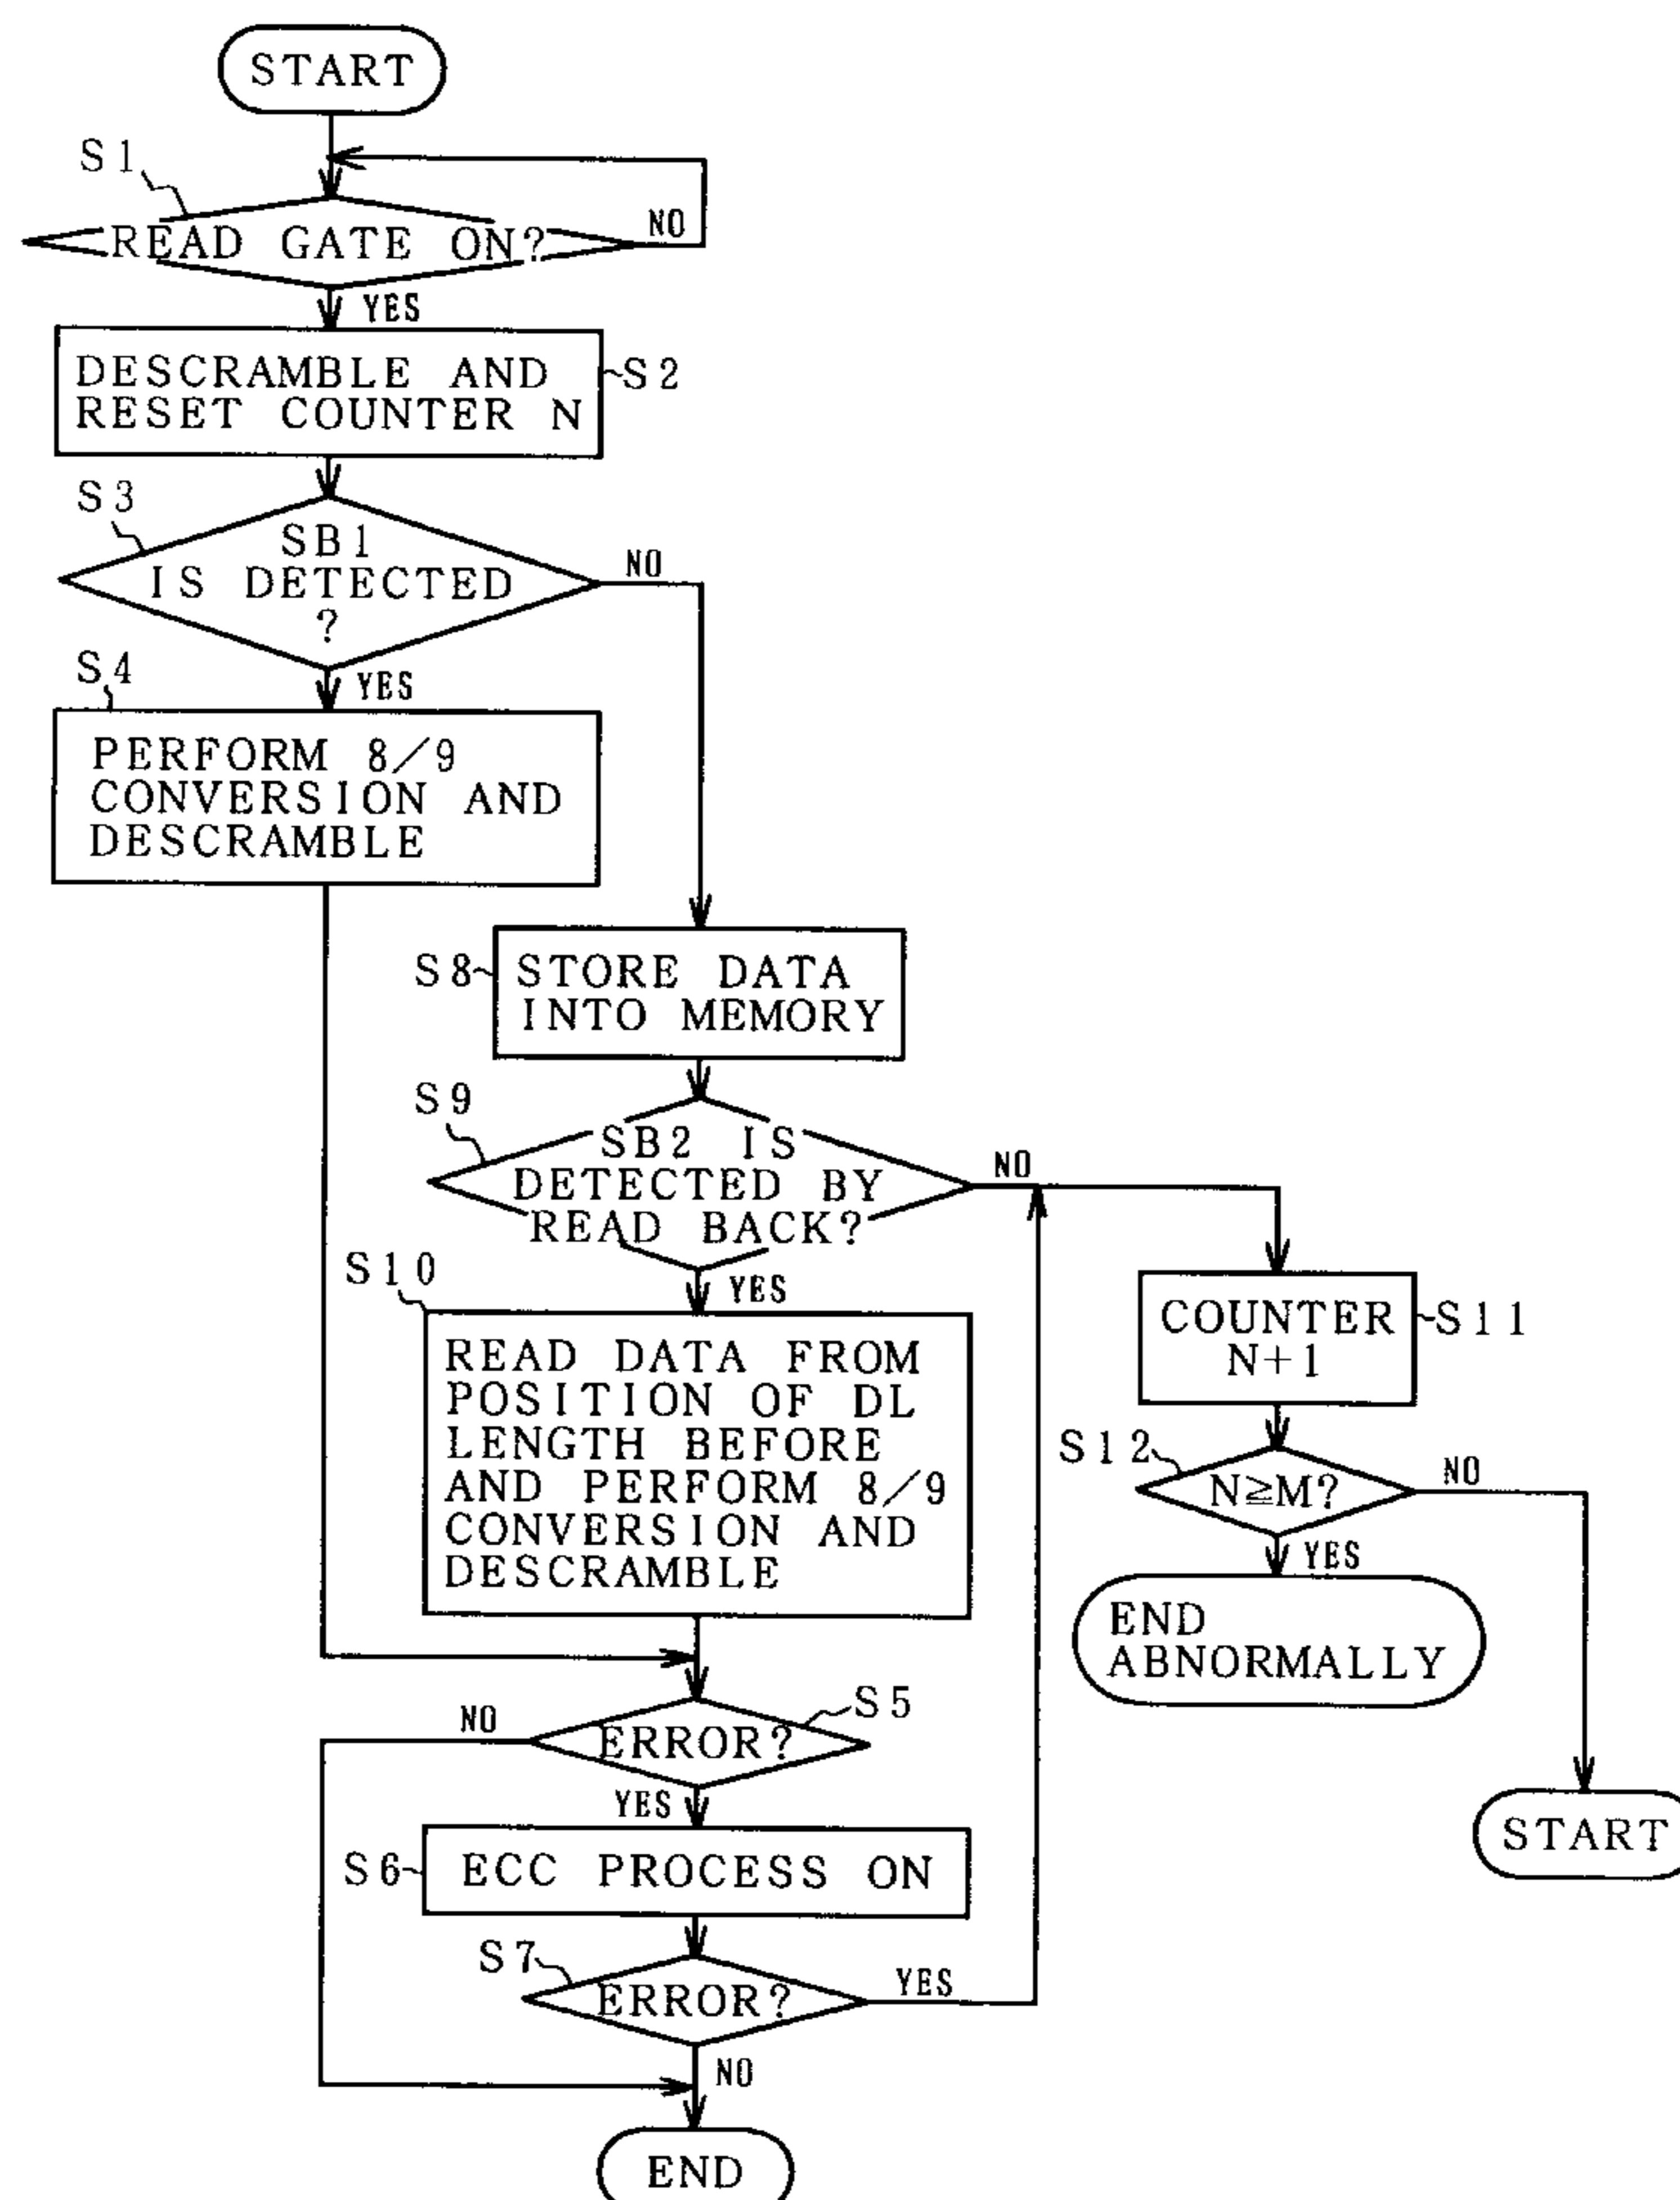 START
S1
READ GATE ON?
NO
YES
DESCRAMBLE AND
RESET COUNTER N
S2
S3
SB1
IS DETECTED
?
NO
S4
YES
PERFORM 8/9
CONVERSION AND
DESCRAMBLE
S8
STORE DATA
INTO MEMORY
S9
SB2 IS
DETECTED BY
READ BACK?
NO
S10
YES
READ DATA FROM
POSITION OF DL
LENGTH BEFORE
AND PERFORM 8/9
CONVERSION AND
DESCRAMBLE
COUNTER
N+1
S11
S12
N≧M?
NO
YES
END
ABNORMALLY
START
S5
NO
ERROR?
YES
S6
ECC PROCESS ON
S7
ERROR?
YES
NO
END